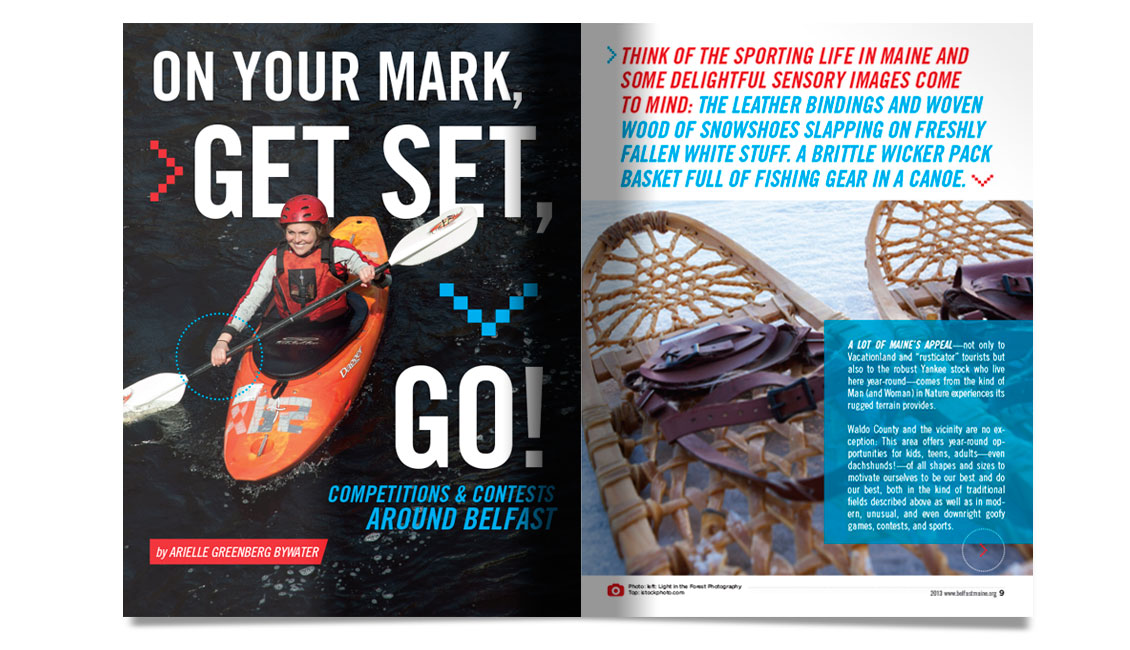 ON YOUR MARK,
GET SET,
GO!
COMPETITIONS & CONTESTS
AROUND BELFAST
by ARIELLE GREENBERG BYWATER
Dagger
THINK OF THE SPORTING LIFE IN MAINE AND
SOME DELIGHTFUL SENSORY IMAGES COME
TO MIND: THE LEATHER BINDINGS AND WOVEN
WOOD OF SNOWSHOES SLAPPING ON FRESHLY
FALLEN WHITE STUFF. A BRITTLE WICKER PACK
BASKET FULL OF FISHING GEAR IN A CANOE.
A LOT OF MAINE'S APPEAL—not only to
Vacationland and "rusticator" tourists but
also to the robust Yankee stock who live
here year-round—comes from the kind of
Man (and Woman) in Nature experiences its
rugged terrain provides.
Waldo County and the vicinity are no ex-
ception: This area offers year-round op-
portunities for kids, teens, adults—even
dachshunds!—of all shapes and sizes to
motivate ourselves to be our best and do
our best, both in the kind of traditional
fields described above as well as in mod-
ern, unusual, and even downright goofy
games, contests, and sports.
Photo: left: Light in the Forest Photography
Top: istockphoto.com
2013 www.belfastmaine.org 9